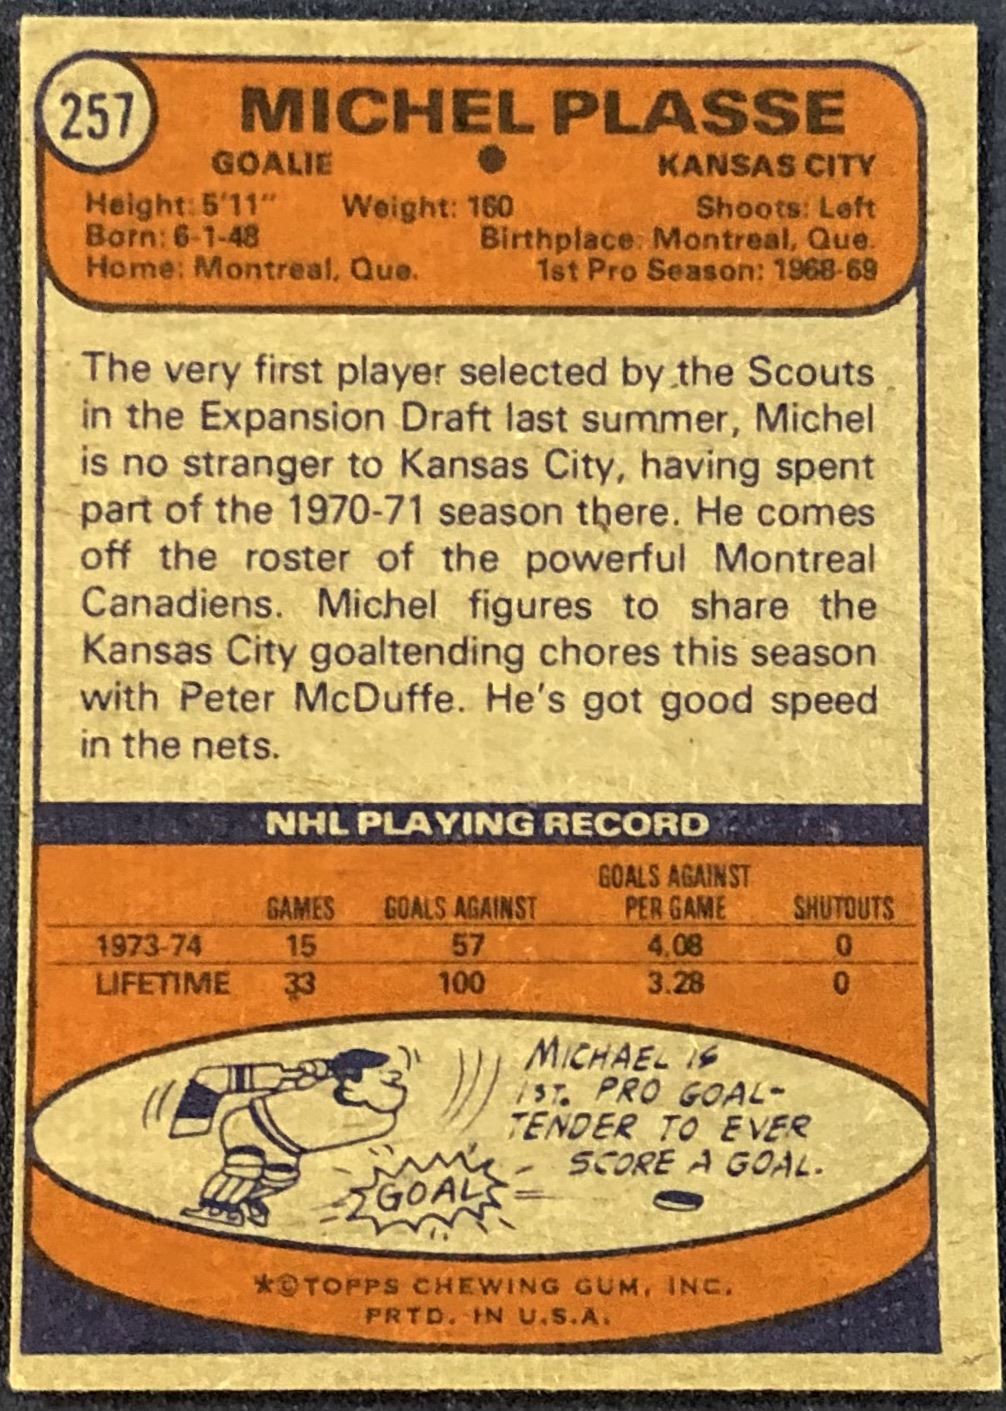 257
MICHEL PLASSE
GOALIE • KANSAS CITY
Height: 5'11" Weight: 160 Shoots: Left
Born: 6-1-48 Birthplace: Montreal, Que.
Home: Montreal, Que. 1st Pro Season: 1968-69
The very first player selected by the Scouts
in the Expansion Draft last summer, Michel
is no stranger to Kansas City, having spent
part of the 1970-71 season there. He comes
off the roster of the powerful Montreal
Canadiens. Michel figures to share the
Kansas City goaltending chores this season
with Peter McDuffe. He's got good speed
in the nets.
NHL PLAYING RECORD
GAMES GOALS AGAINST GOALS AGAINST PER GAME SHUTOUTS
1973-74 15 57 4.08 0
LIFETIME 33 100 3.28 0
MICHAEL IS
1ST. PRO GOAL-
TENDER TO EVER
SCORE A GOAL.
GOAL
★©TOPPS CHEWING GUM, INC.
PRTD. IN U.S.A.